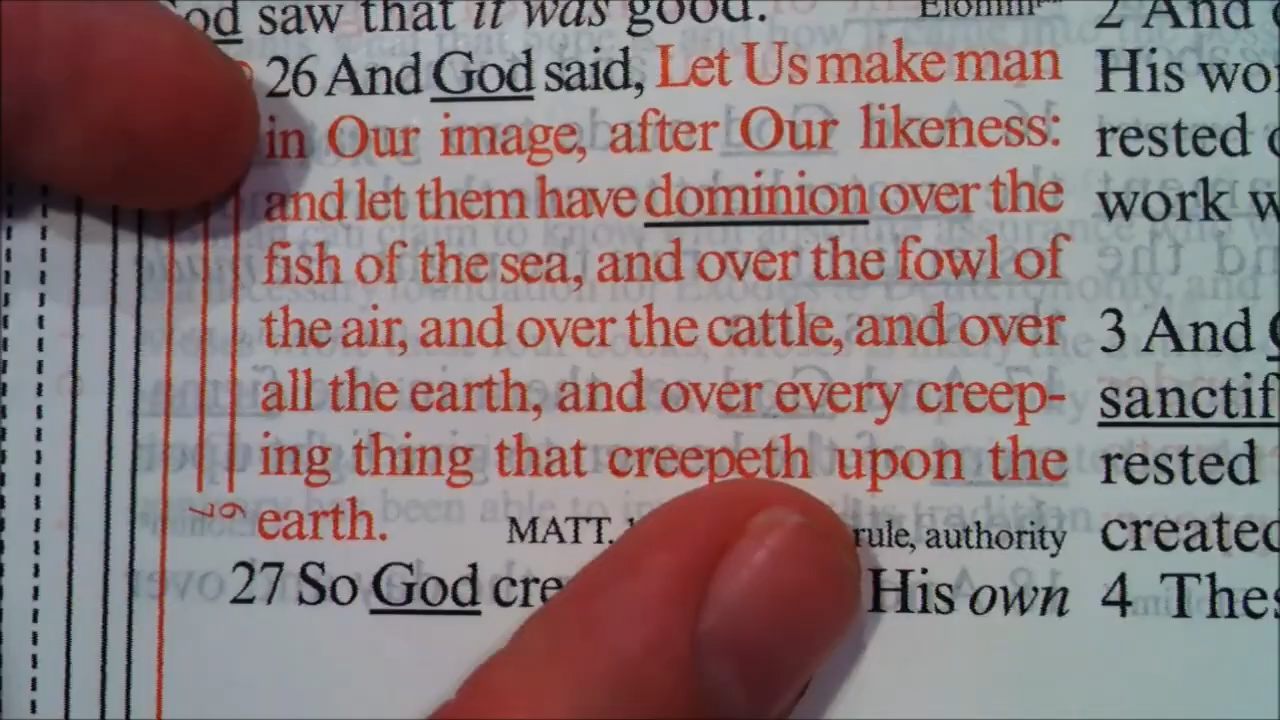 God saw that it was good. Elohim
26 And God said, Let Us make man
in Our image, after Our likeness:
and let them have dominion over the
fish of the sea, and over the fowl of
the air, and over the cattle, and over
all the earth, and over every creep-
ing thing that creepeth upon the
earth. MATT. rule, authority
27 So God cre His own
2 And
His wo
rested
work w
3 And
sanctif
rested
created
4 Thes